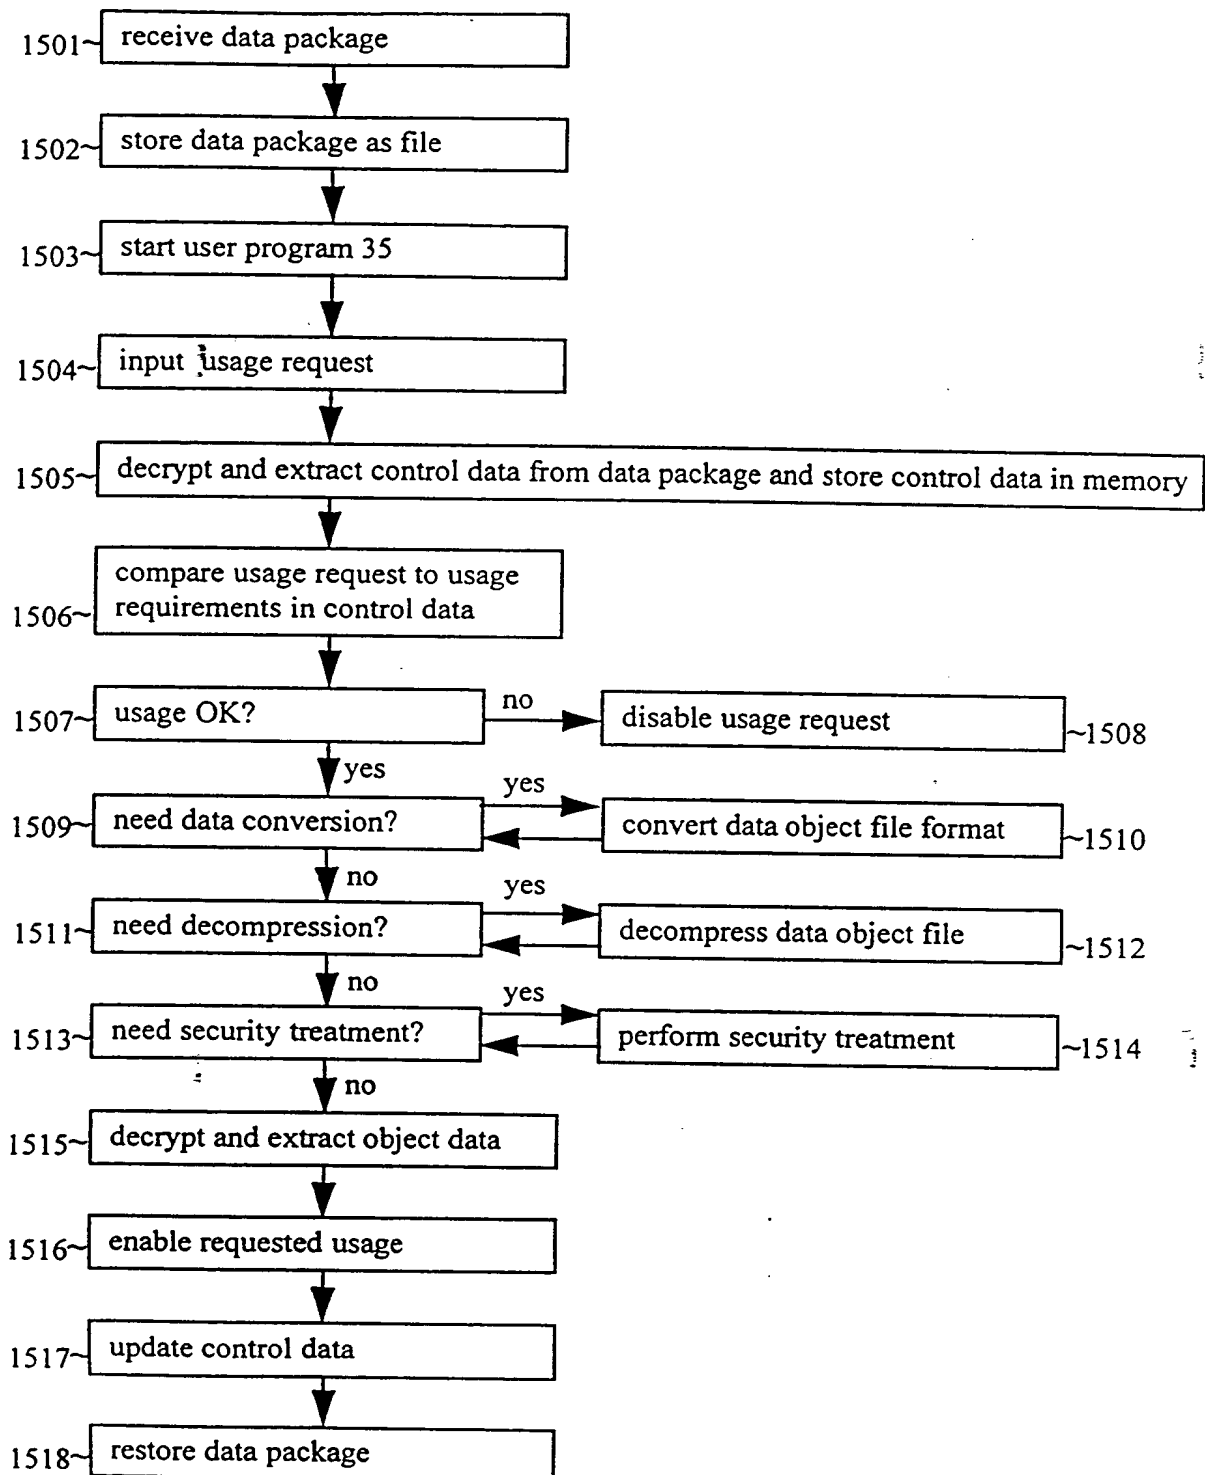 1501~ receive data package
1502~ store data package as file
1503~ start user program 35
1504~ input usage request
1505~ decrypt and extract control data from data package and store control data in memory
compare usage request to usage
1506~ requirements in control data
1507~ usage OK?
no
disable usage request ~1508
yes
1509~ need data conversion?
yes
convert data object file format ~1510
no
1511~ need decompression?
yes
decompress data object file ~1512
no
1513~ need security treatment?
yes
perform security treatment ~1514
no
1515~ decrypt and extract object data
1516~ enable requested usage
1517~ update control data
1518~ restore data package